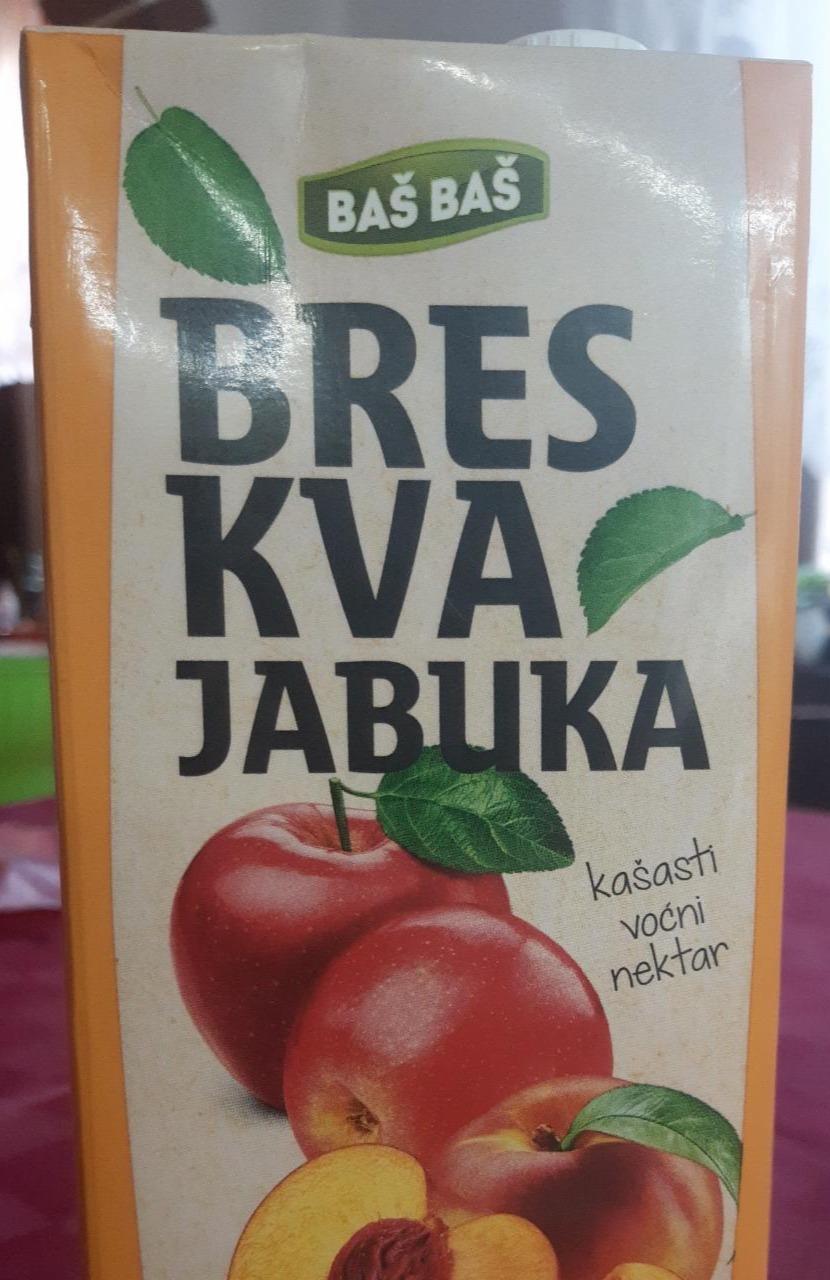 BAŠ BAŠ
BRES
KVA
JABUKA
kašasti
voćni
nektar